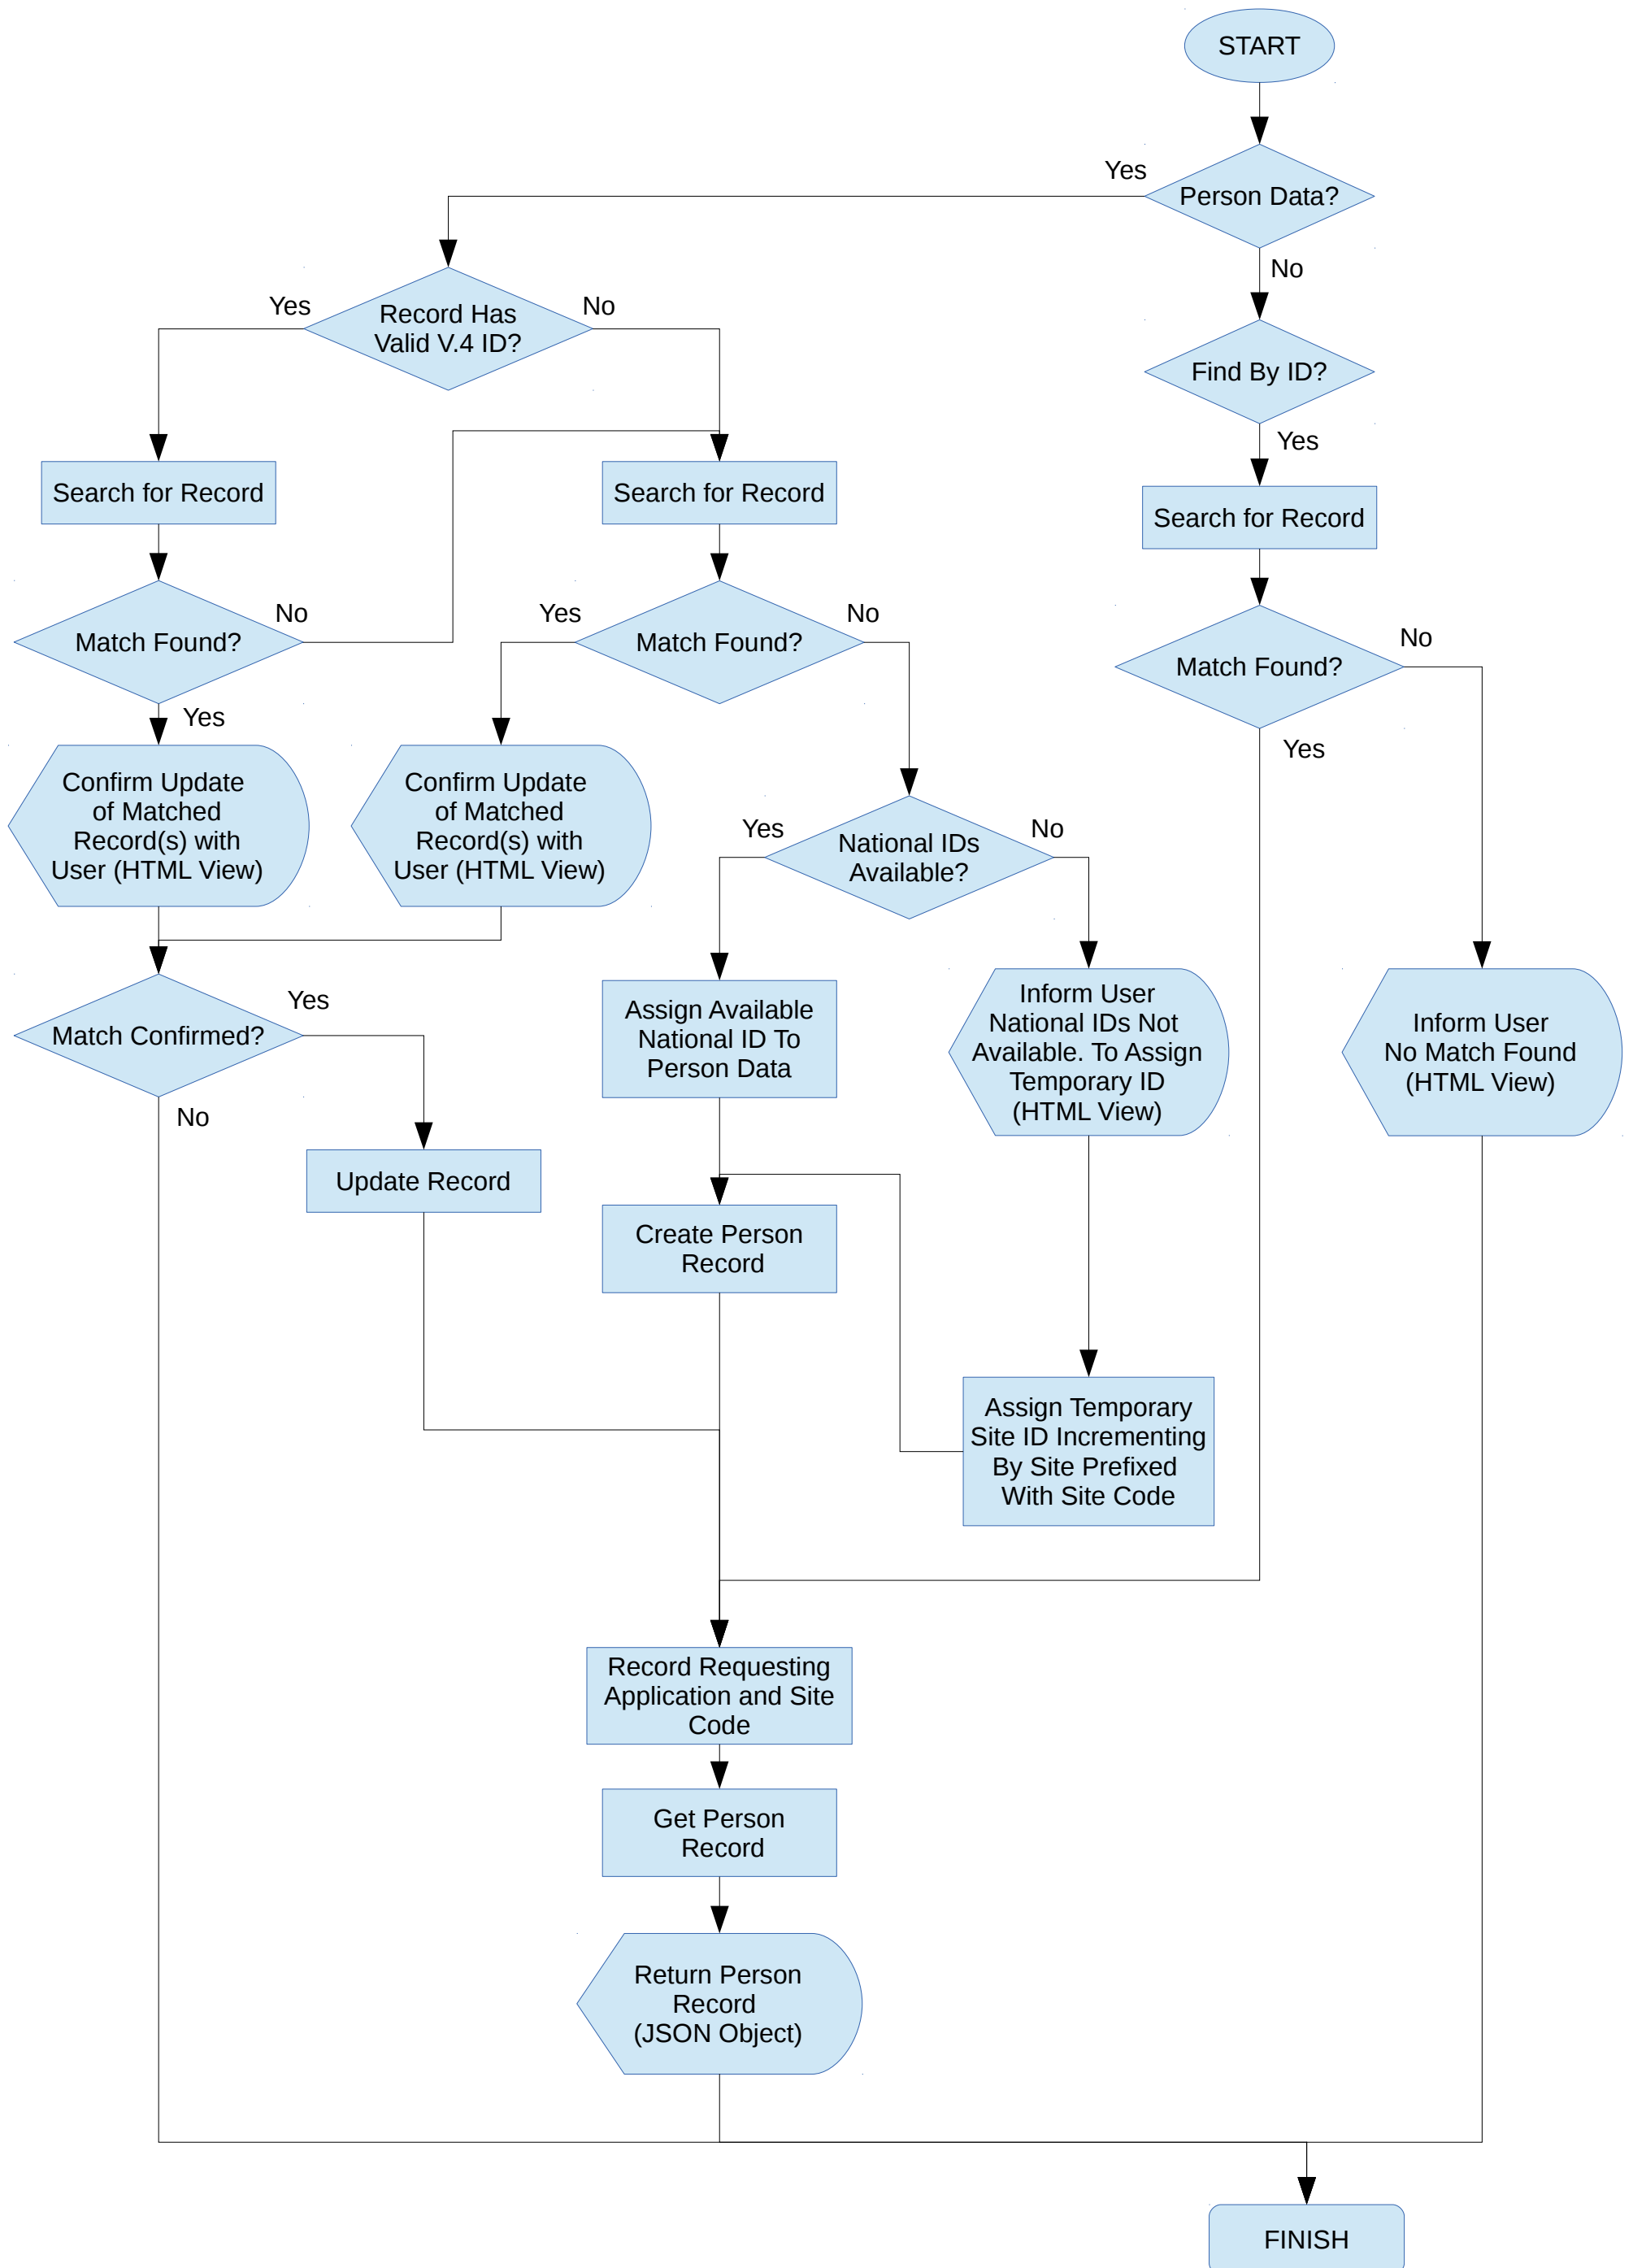 START
Yes
Person Data?
No
Yes
Record Has
Valid V.4 ID?
No
Find By ID?
Yes
Search for Record
Search for Record
Search for Record
Match Found?
No
Yes
Match Found?
No
Match Found?
No
Yes
Yes
Confirm Update
of Matched
Record(s) with
User (HTML View)
Confirm Update
of Matched
Record(s) with
User (HTML View)
Yes
National IDs
Available?
No
Match Confirmed?
Yes
No
Assign Available
National ID To
Person Data
Inform User
National IDs Not
Available. To Assign
Temporary ID
(HTML View)
Inform User
No Match Found
(HTML View)
Update Record
Create Person
Record
Assign Temporary
Site ID Incrementing
By Site Prefixed
With Site Code
Record Requesting
Application and Site
Code
Get Person
Record
Return Person
Record
(JSON Object)
FINISH